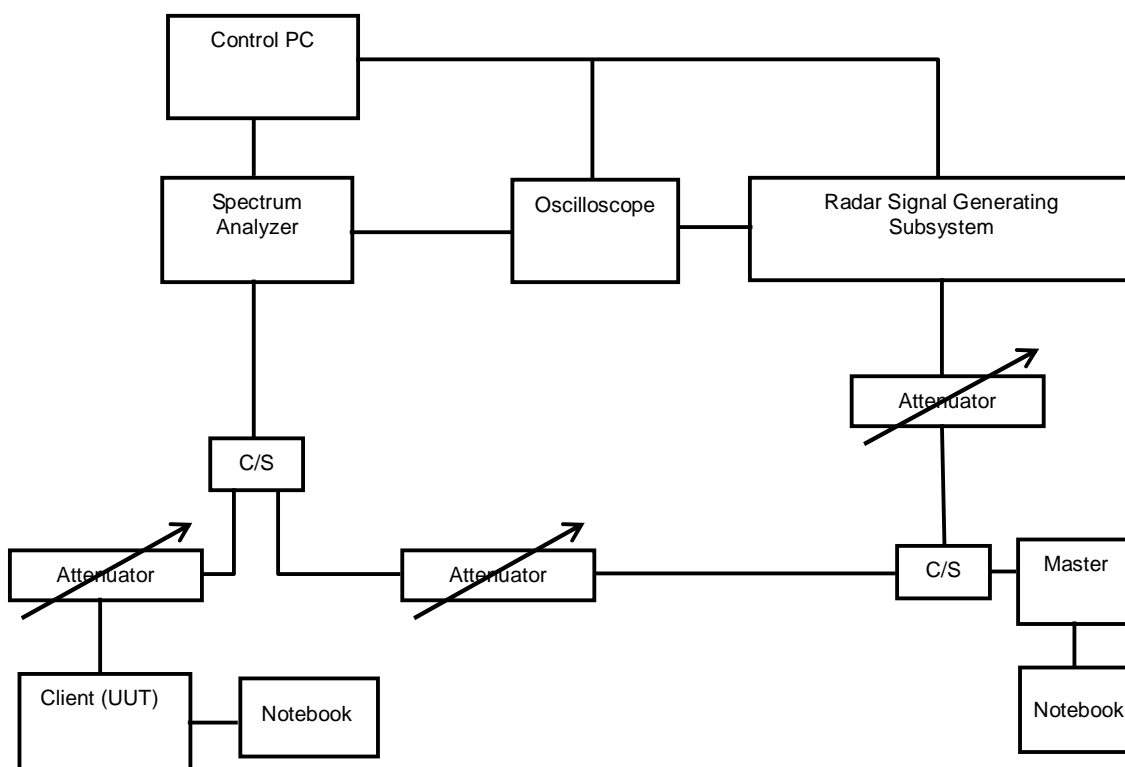 Control PC
Spectrum
Analyzer
Oscilloscope
Radar Signal Generating
Subsystem
Attenuator
C/S
Attenuator
Attenuator
C/S
Master
Client (UUT)
Notebook
Notebook